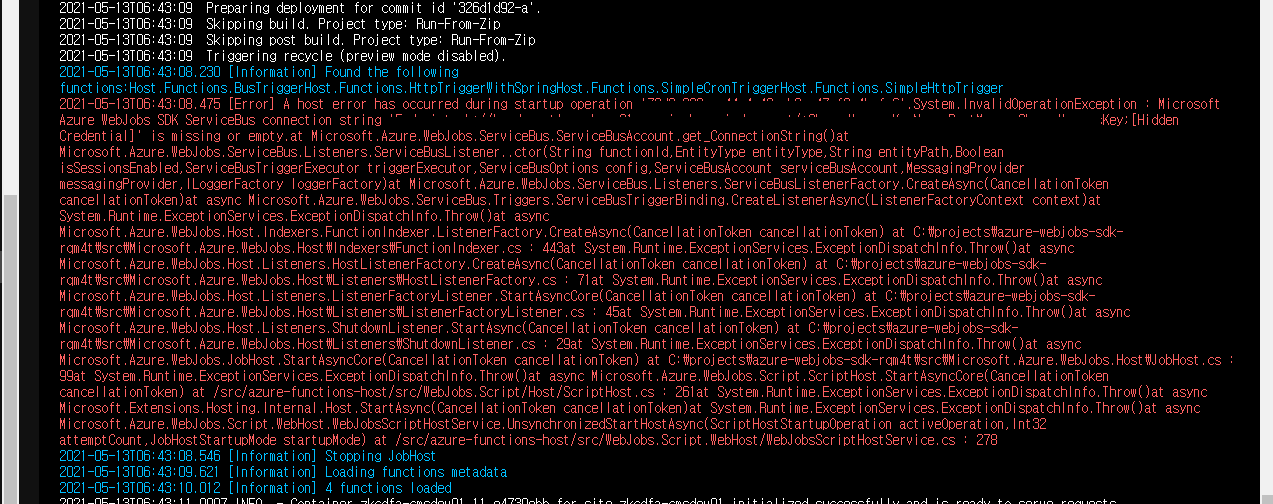 2021-05-13T06:43:09 Preparing deployment for commit id '326d1d92-a'.
2021-05-13T06:43:09 Skipping build. Project type: Run-From-Zip
2021-05-13T06:43:09 Skipping post build. Project type: Run-From-Zip
2021-05-13T06:43:09 Triggering recycle (preview mode disabled).
2021-05-13T06:43:08.230 [Information] Found the following
functions:Host.Functions.BusTriggerHost.Functions.HttpTriggerWithSpringHost.Functions.SimpleCronTriggerHost.Functions.SimpleHttpTrigger
2021-05-13T06:43:08.475 [Error] A host error has occurred during startup operation .System.InvalidOperationException : Microsoft
Azure WebJobs SDK ServiceBus connection string ;Key;[Hidden
Credential]' is missing or empty.at Microsoft.Azure.WebJobs.ServiceBus.ServiceBusAccount.get_ConnectionString()at
Microsoft.Azure.WebJobs.ServiceBus.Listeners.ServiceBusListener..ctor(String functionId,EntityType entityType,String entityPath,Boolean
isSessionsEnabled,ServiceBusTriggerExecutor triggerExecutor,ServiceBusOptions config,ServiceBusAccount serviceBusAccount,MessagingProvider
messagingProvider,ILoggerFactory loggerFactory)at Microsoft.Azure.WebJobs.ServiceBus.Listeners.ServiceBusListenerFactory.CreateAsync(CancellationToken
cancellationToken)at async Microsoft.Azure.WebJobs.ServiceBus.Triggers.ServiceBusTriggerBinding.CreateListenerAsync(ListenerFactoryContext context)at
System.Runtime.ExceptionServices.ExceptionDispatchInfo.Throw()at async
Microsoft.Azure.WebJobs.Host.Indexers.FunctionIndexer.ListenerFactory.CreateAsync(CancellationToken cancellationToken) at C:₩projects₩azure-webjobs-sdk-
rqm4t₩src₩Microsoft.Azure.WebJobs.Host₩Indexers₩FunctionIndexer.cs : 443at System.Runtime.ExceptionServices.ExceptionDispatchInfo.Throw()at async
Microsoft.Azure.WebJobs.Host.Listeners.HostListenerFactory.CreateAsync(CancellationToken cancellationToken) at C:₩projects₩azure-webjobs-sdk-
rqm4t₩src₩Microsoft.Azure.WebJobs.Host₩Listeners₩HostListenerFactory.cs : 71at System.Runtime.ExceptionServices.ExceptionDispatchInfo.Throw()at async
Microsoft.Azure.WebJobs.Host.Listeners.ListenerFactoryListener.StartAsyncCore(CancellationToken cancellationToken) at C:₩projects₩azure-webjobs-sdk-
rqm4t₩src₩Microsoft.Azure.WebJobs.Host₩Listeners₩ListenerFactoryListener.cs : 45at System.Runtime.ExceptionServices.ExceptionDispatchInfo.Throw()at async
Microsoft.Azure.WebJobs.Host.Listeners.ShutdownListener.StartAsync(CancellationToken cancellationToken) at C:₩projects₩azure-webjobs-sdk-
rqm4t₩src₩Microsoft.Azure.WebJobs.Host₩Listeners₩ShutdownListener.cs : 29at System.Runtime.ExceptionServices.ExceptionDispatchInfo.Throw()at async
Microsoft.Azure.WebJobs.JobHost.StartAsyncCore(CancellationToken cancellationToken) at C:₩projects₩azure-webjobs-sdk-rqm4t₩src₩Microsoft.Azure.WebJobs.Host₩JobHost.cs :
99at System.Runtime.ExceptionServices.ExceptionDispatchInfo.Throw()at async Microsoft.Azure.WebJobs.Script.ScriptHost.StartAsyncCore(CancellationToken
cancellationToken) at /src/azure-functions-host/src/WebJobs.Script/Host/ScriptHost.cs : 261at System.Runtime.ExceptionServices.ExceptionDispatchInfo.Throw()at async
Microsoft.Extensions.Hosting.Internal.Host.StartAsync(CancellationToken cancellationToken)at System.Runtime.ExceptionServices.ExceptionDispatchInfo.Throw()at async
Microsoft.Azure.WebJobs.Script.WebHost.WebJobsScriptHostService.UnsynchronizedStartHostAsync(ScriptHostStartupOperation activeOperation,Int32
attemptCount,JobHostStartupMode startupMode) at /src/azure-functions-host/src/WebJobs.Script.WebHost/WebJobsScriptHostService.cs : 278
2021-05-13T06:43:08.546 [Information] Stopping JobHost
2021-05-13T06:43:09.621 [Information] Loading functions metadata
2021-05-13T06:43:10.012 [Information] 4 functions loaded